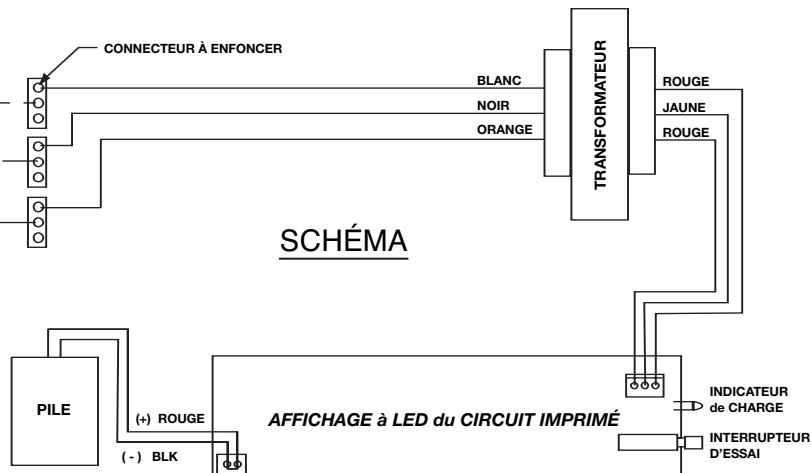 CONNECTEUR À ENFONCER
BLANC
NOIR
ORANGE
TRANSFORMATEUR
ROUGE
JAUNE
ROUGE
SCHÉMA
PILE
(+) ROUGE
(-) BLK
AFFICHAGE à LED du CIRCUIT IMPRIMÉ
INDICATEUR
de CHARGE
INTERRUPTEUR
D'ESSAI